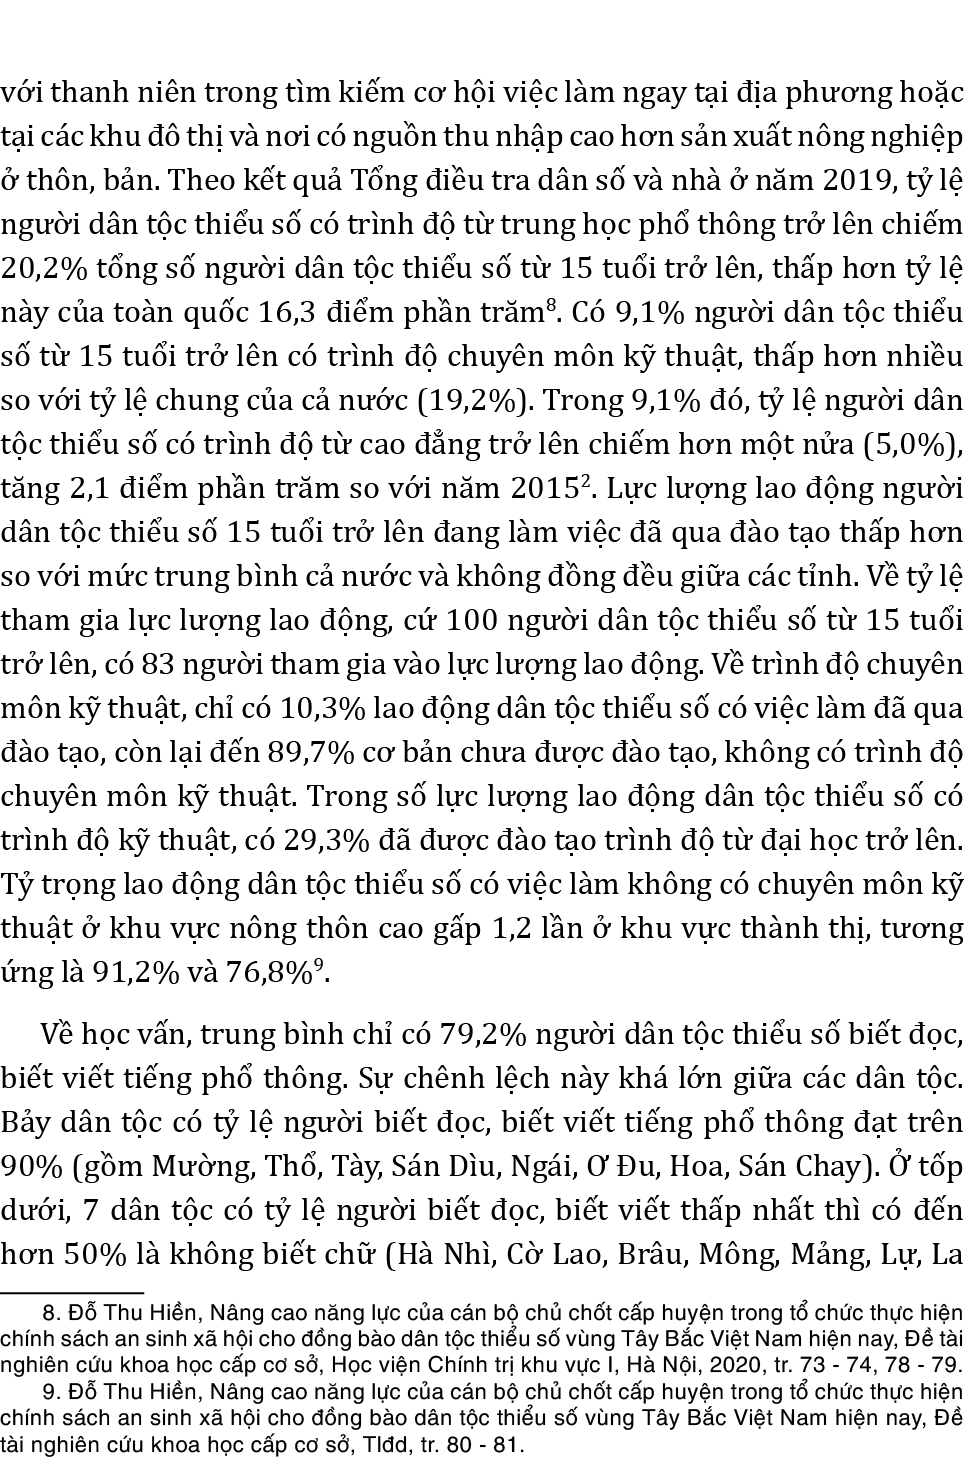 với thanh niên trong tìm kiếm cơ hội việc làm ngay tại địa phương hoặc
tại các khu đô thị và nơi có nguồn thu nhập cao hơn sản xuất nông nghiệp
ở thôn, bản. Theo kết quả Tổng điều tra dân số và nhà ở năm 2019, tỷ lệ
người dân tộc thiểu số có trình độ từ trung học phổ thông trở lên chiếm
20,2% tổng số người dân tộc thiểu số từ 15 tuổi trở lên, thấp hơn tỷ lệ
này của toàn quốc 16,3 điểm phần trăm⁸. Có 9,1% người dân tộc thiểu
số từ 15 tuổi trở lên có trình độ chuyên môn kỹ thuật, thấp hơn nhiều
so với tỷ lệ chung của cả nước (19,2%). Trong 9,1% đó, tỷ lệ người dân
tộc thiểu số có trình độ từ cao đẳng trở lên chiếm hơn một nửa (5,0%),
tăng 2,1 điểm phần trăm so với năm 2015². Lực lượng lao động người
dân tộc thiểu số 15 tuổi trở lên đang làm việc đã qua đào tạo thấp hơn
so với mức trung bình cả nước và không đồng đều giữa các tỉnh. Về tỷ lệ
tham gia lực lượng lao động, cứ 100 người dân tộc thiểu số từ 15 tuổi
trở lên, có 83 người tham gia vào lực lượng lao động. Về trình độ chuyên
môn kỹ thuật, chỉ có 10,3% lao động dân tộc thiểu số có việc làm đã qua
đào tạo, còn lại đến 89,7% cơ bản chưa được đào tạo, không có trình độ
chuyên môn kỹ thuật. Trong số lực lượng lao động dân tộc thiểu số có
trình độ kỹ thuật, có 29,3% đã được đào tạo trình độ từ đại học trở lên.
Tỷ trọng lao động dân tộc thiểu số có việc làm không có chuyên môn kỹ
thuật ở khu vực nông thôn cao gấp 1,2 lần ở khu vực thành thị, tương
ứng là 91,2% và 76,8%⁹.
Về học vấn, trung bình chỉ có 79,2% người dân tộc thiểu số biết đọc,
biết viết tiếng phổ thông. Sự chênh lệch này khá lớn giữa các dân tộc.
Bảy dân tộc có tỷ lệ người biết đọc, biết viết tiếng phổ thông đạt trên
90% (gồm Mường, Thổ, Tày, Sán Dìu, Ngái, Ơ Đu, Hoa, Sán Chay). Ở tốp
dưới, 7 dân tộc có tỷ lệ người biết đọc, biết viết thấp nhất thì có đến
hơn 50% là không biết chữ (Hà Nhì, Cờ Lao, Brâu, Mông, Mảng, Lự, La
8. Đỗ Thu Hiền, Nâng cao năng lực của cán bộ chủ chốt cấp huyện trong tổ chức thực hiện
chính sách an sinh xã hội cho đồng bào dân tộc thiểu số vùng Tây Bắc Việt Nam hiện nay, Đề tài
nghiên cứu khoa học cấp cơ sở, Học viện Chính trị khu vực I, Hà Nội, 2020, tr. 73 - 74, 78 - 79.
9. Đỗ Thu Hiền, Nâng cao năng lực của cán bộ chủ chốt cấp huyện trong tổ chức thực hiện
chính sách an sinh xã hội cho đồng bào dân tộc thiểu số vùng Tây Bắc Việt Nam hiện nay, Đề
tài nghiên cứu khoa học cấp cơ sở, Tlđd, tr. 80 - 81.